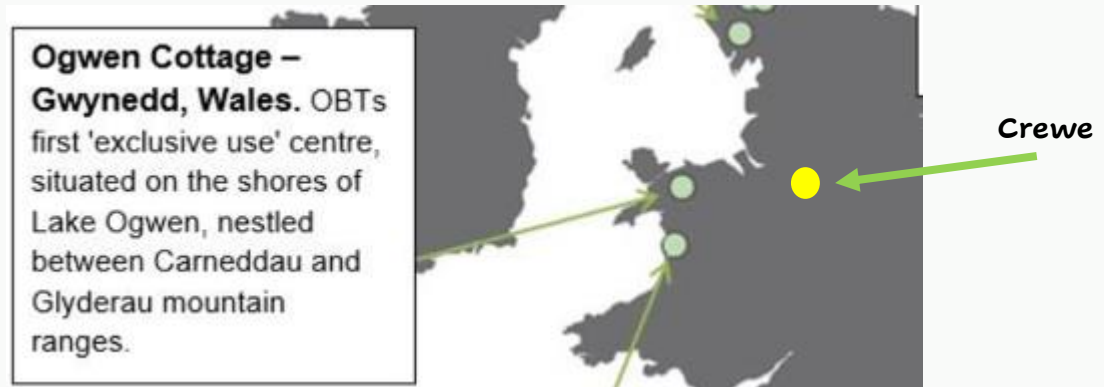 Ogwen Cottage –
Gwynedd, Wales. OBTs
first 'exclusive use' centre,
situated on the shores of
Lake Ogwen, nestled
between Carneddau and
Glyderau mountain
ranges.
Crewe